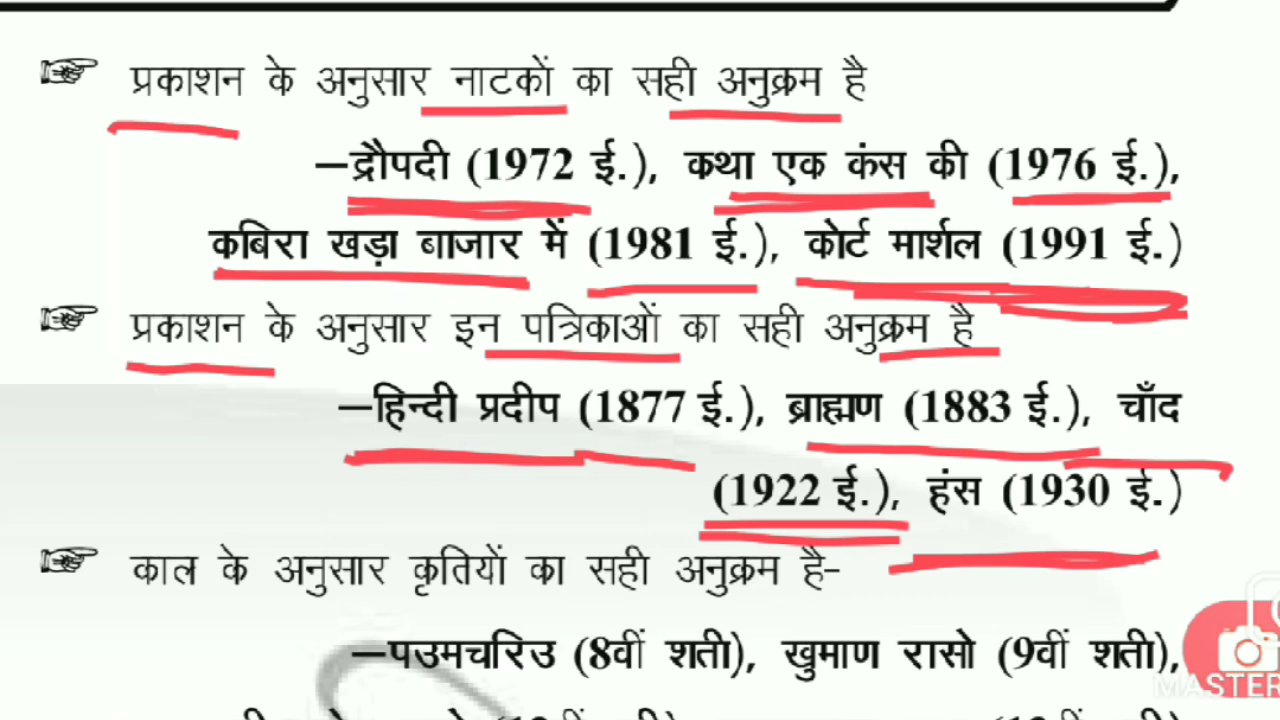 प्रकाशन के अनुसार नाटकों का सही अनुक्रम है
–द्रौपदी (1972 ई.), कथा एक कंस की (1976 ई.),
कबिरा खड़ा बाजार में (1981 ई.), कोर्ट मार्शल (1991 ई.)
प्रकाशन के अनुसार इन पत्रिकाओं का सही अनुक्रम है
–हिन्दी प्रदीप (1877 ई.), ब्राह्मण (1883 ई.), चाँद
(1922 ई.), हंस (1930 ई.)
काल के अनुसार कृतियों का सही अनुक्रम है-
–पउमचरिउ (8वीं शती), खुमाण रासो (9वीं शती),
MASTER